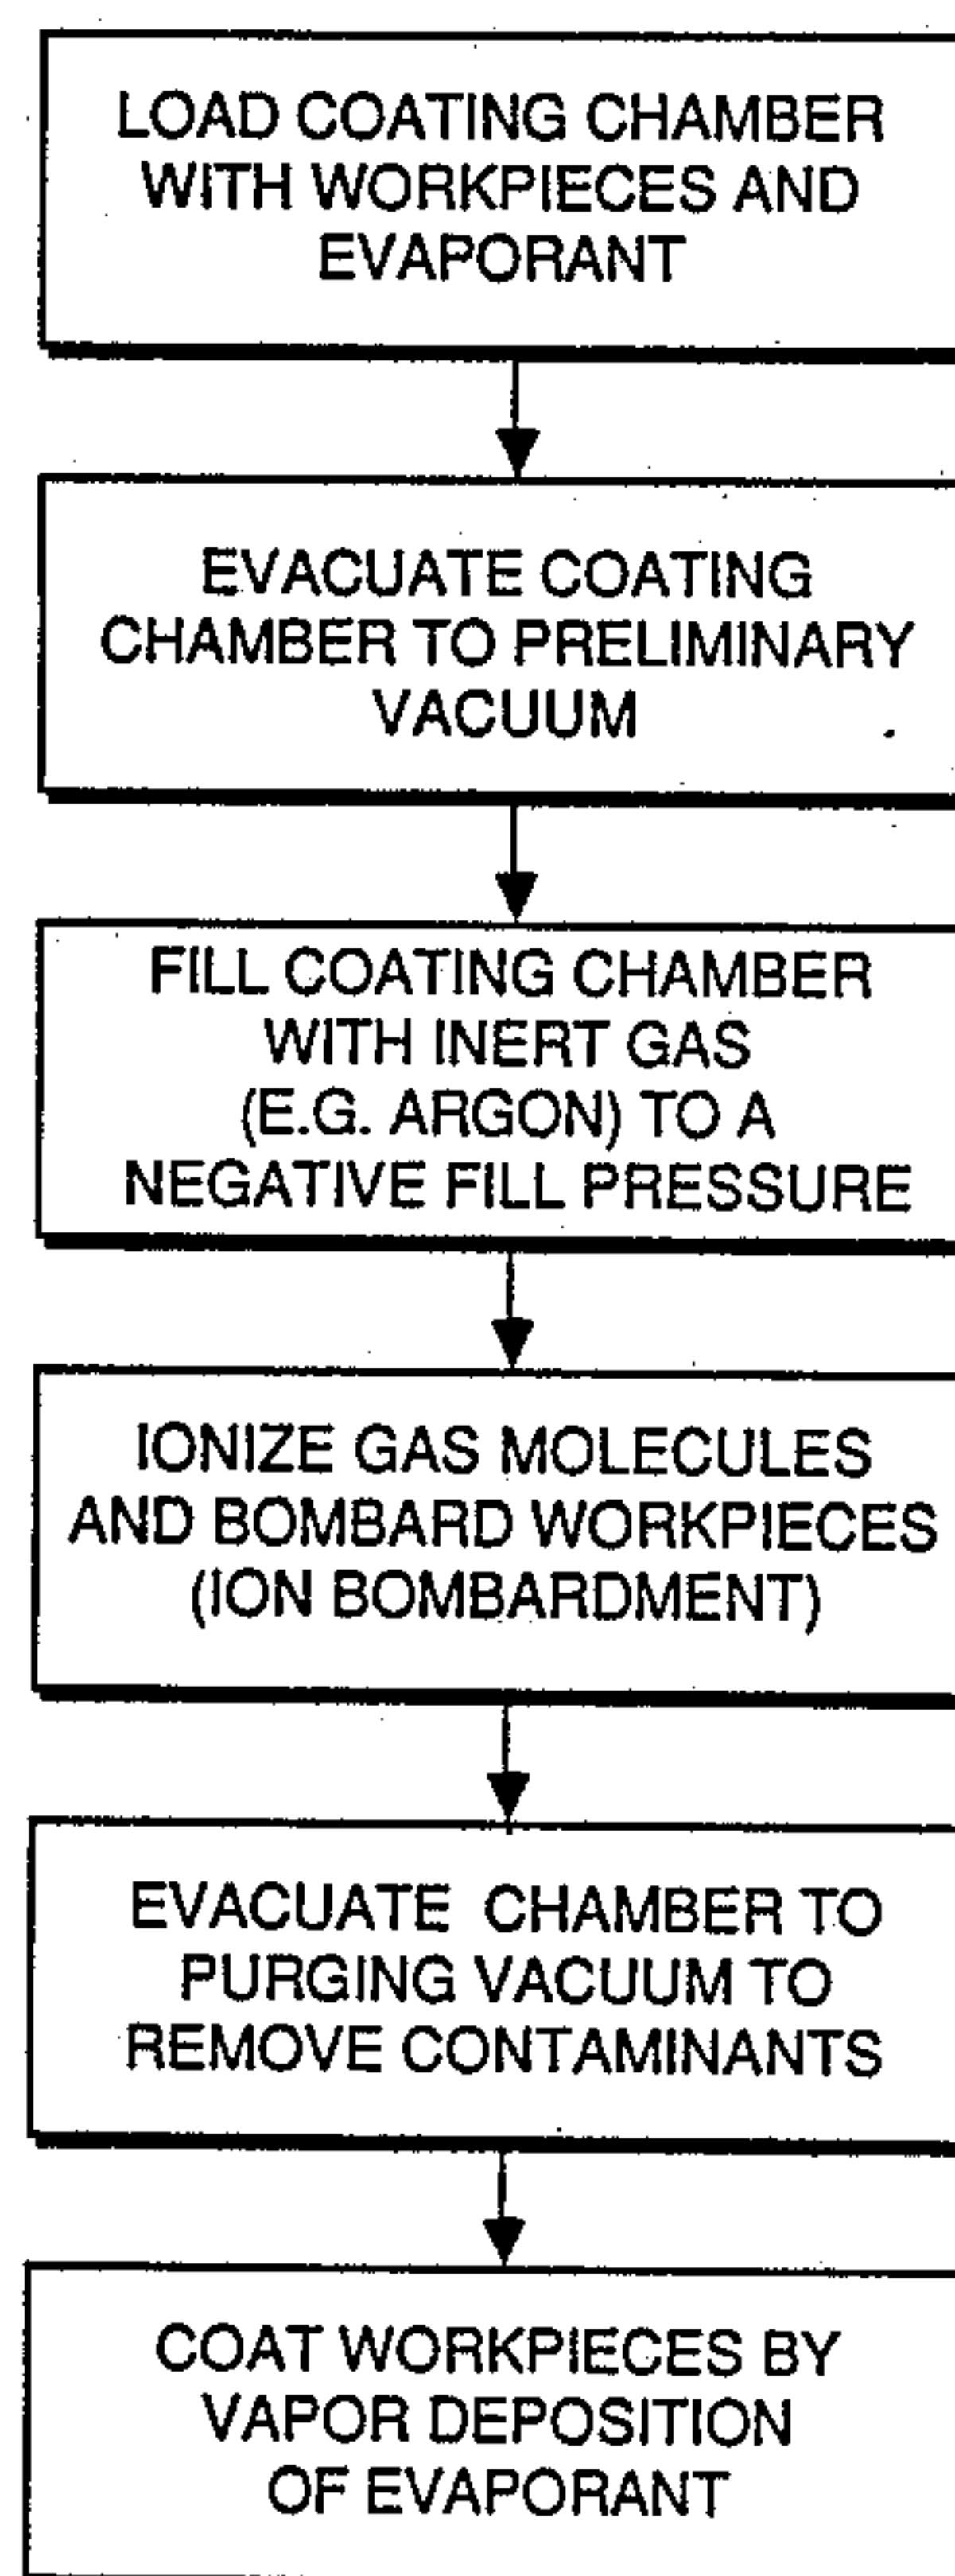 LOAD COATING CHAMBER
WITH WORKPIECES AND
EVAPORANT
EVACUATE COATING
CHAMBER TO PRELIMINARY
VACUUM
FILL COATING CHAMBER
WITH INERT GAS
(E.G. ARGON) TO A
NEGATIVE FILL PRESSURE
IONIZE GAS MOLECULES
AND BOMBARD WORKPIECES
(ION BOMBARDMENT)
EVACUATE CHAMBER TO
PURGING VACUUM TO
REMOVE CONTAMINANTS
COAT WORKPIECES BY
VAPOR DEPOSITION
OF EVAPORANT